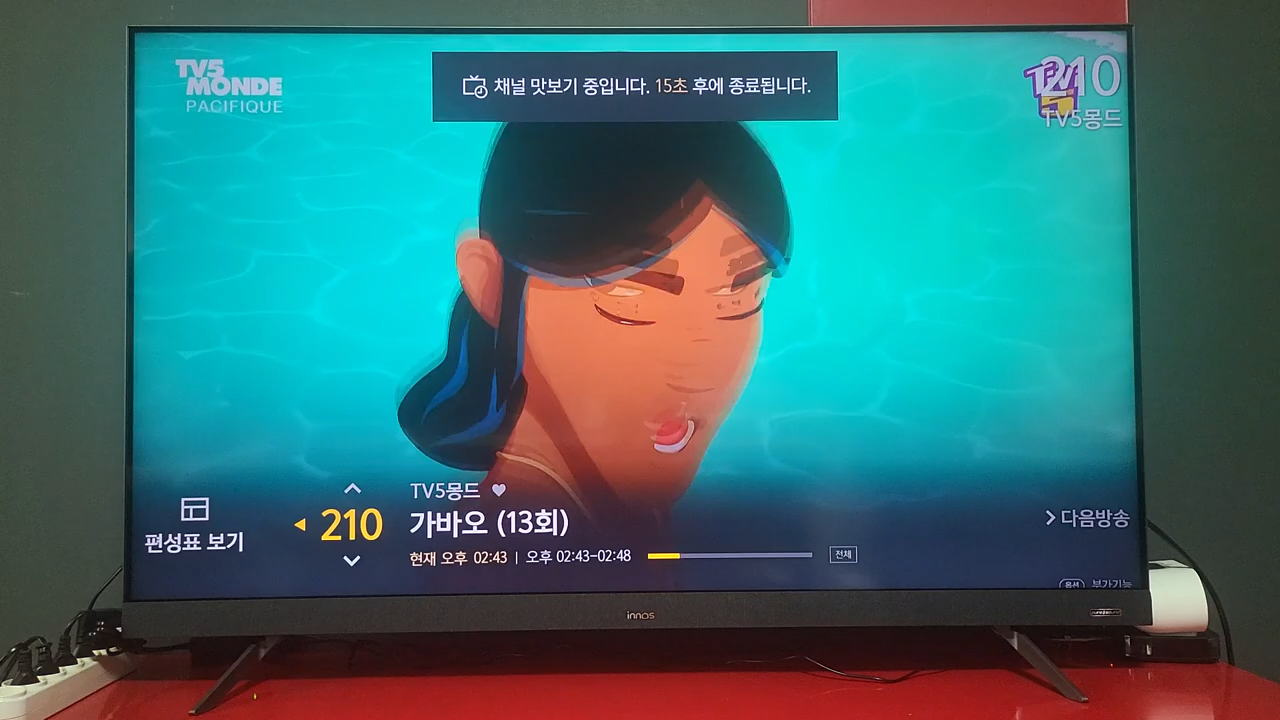 TV5
MONDE
PACIFIQUE
채널 맛보기 중입니다. 15초 후에 종료됩니다.
210
TV5몽드
TV5몽드
210
가바오 (13회)
편성표 보기
현재 오후 02:43 | 오후 02:43-02:48
전체
다음방송
옵션 부가기능
innos